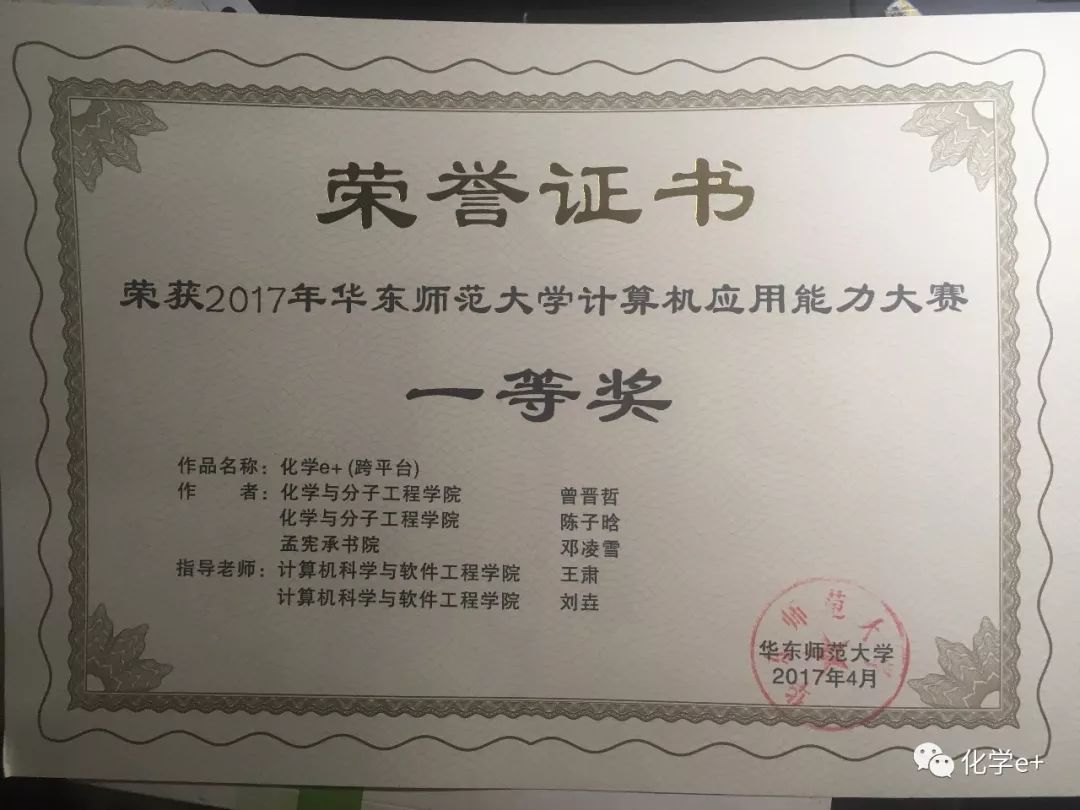 荣誉证书
荣获2017年华东师范大学计算机应用能力大赛
一等奖
作品名称：化学e+(跨平台)
作　　者：化学与分子工程学院　曾晋哲
化学与分子工程学院　陈子晗
孟宪承书院　邓凌雪
指导老师：计算机科学与软件工程学院　王肃
计算机科学与软件工程学院　刘垚
师范大
华东师范大学
2017年4月
化学e+